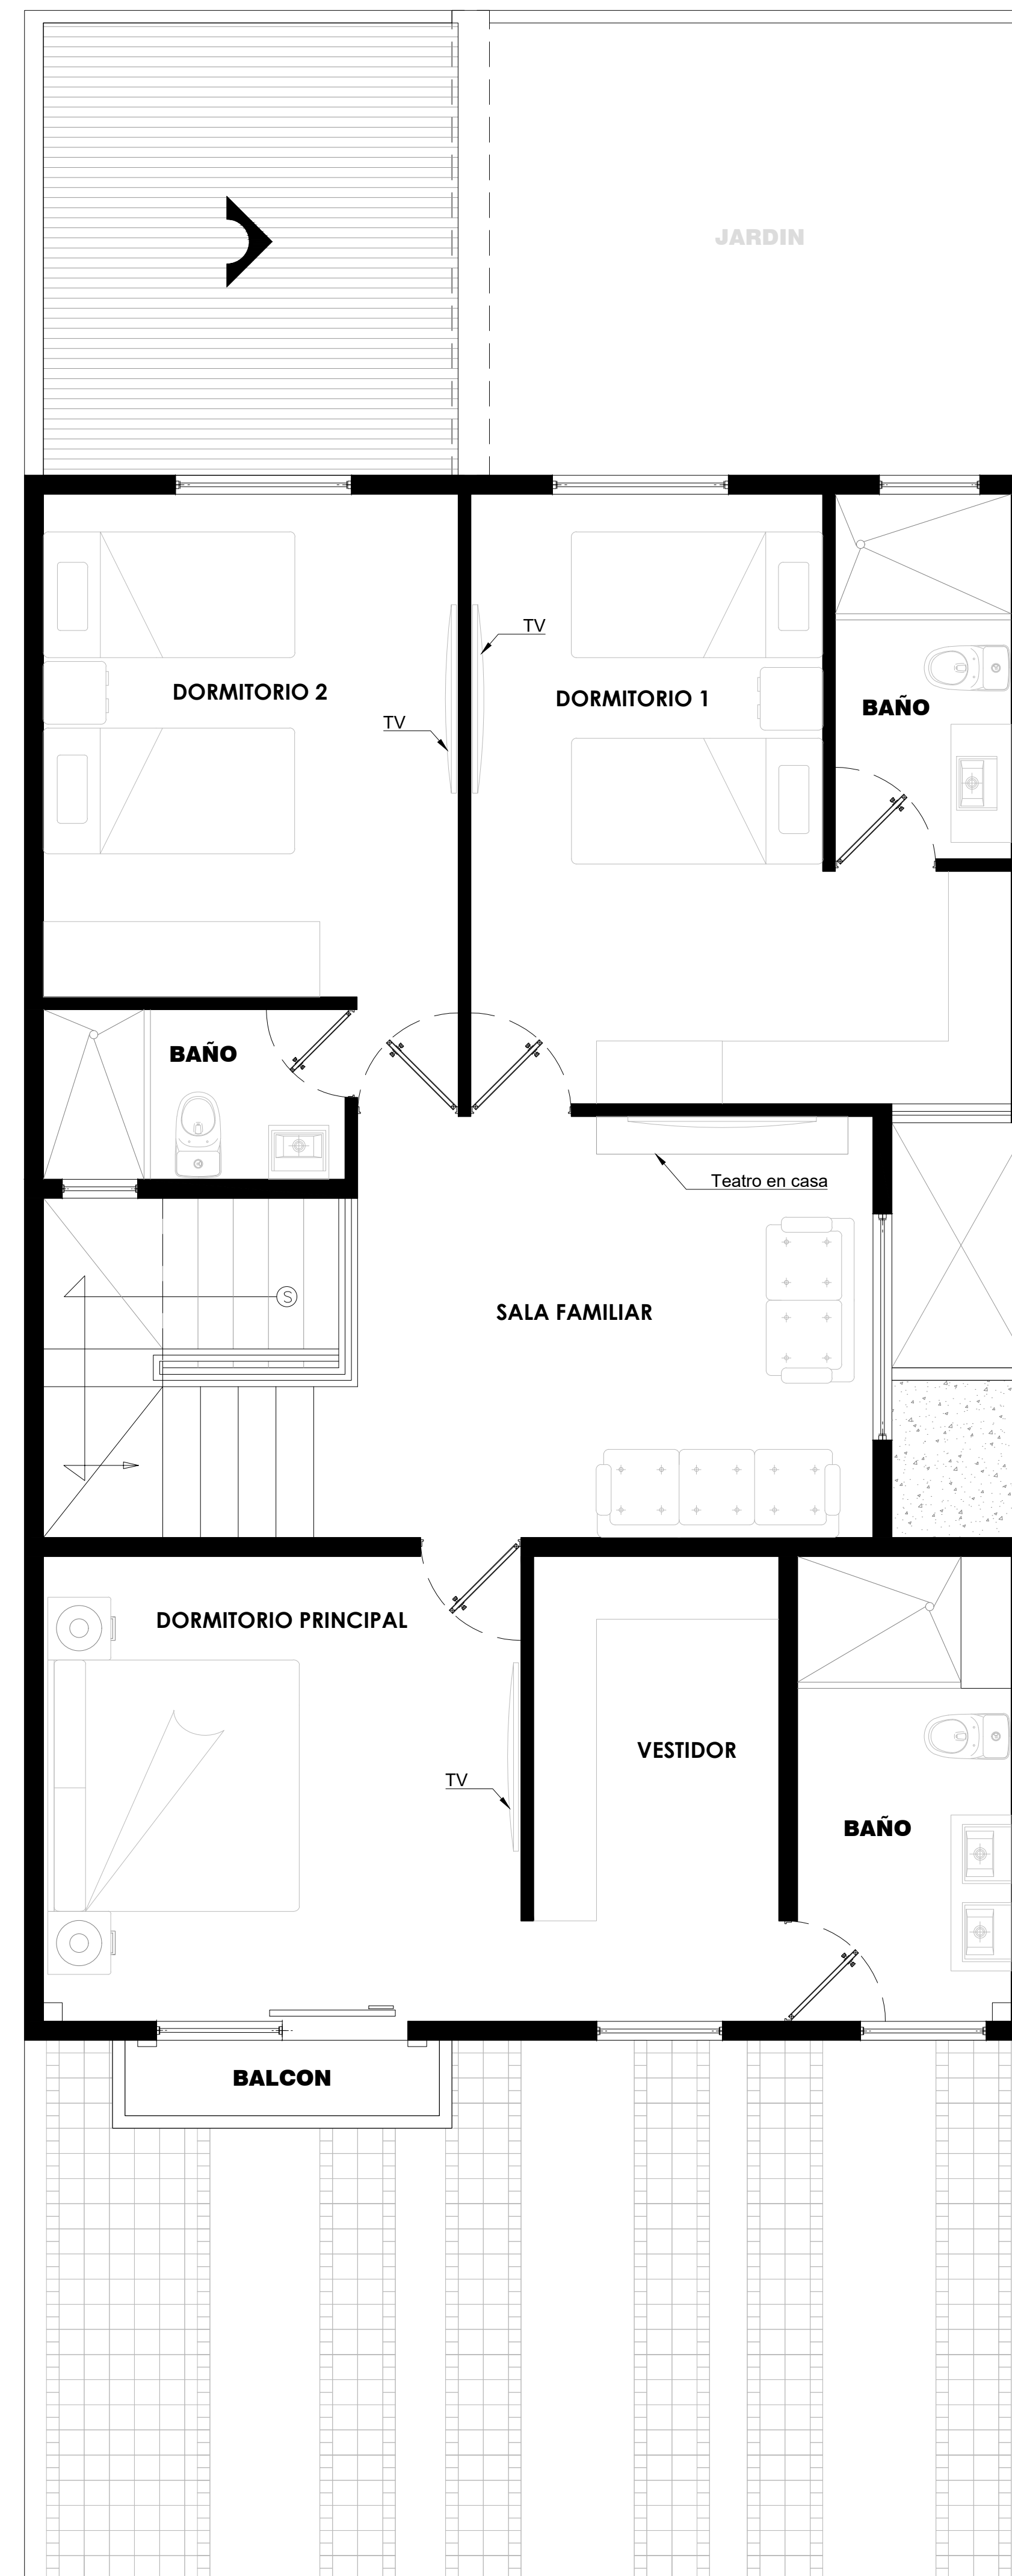 JARDIN
TV
DORMITORIO 2
DORMITORIO 1
BAÑO
TV
BAÑO
Teatro en casa
S
SALA FAMILIAR
DORMITORIO PRINCIPAL
VESTIDOR
TV
BAÑO
BALCON